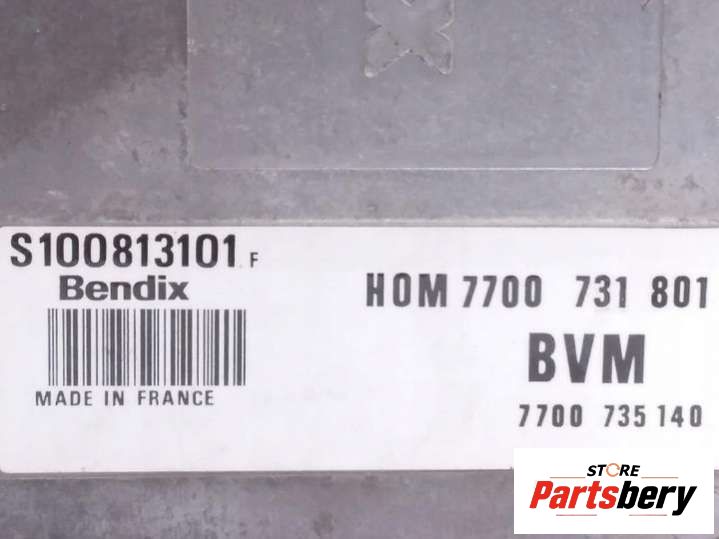 S100813101 F
Bendix
MADE IN FRANCE
HOM 7700 731 801
BVM
7700 735 140
STORE
Partsbery